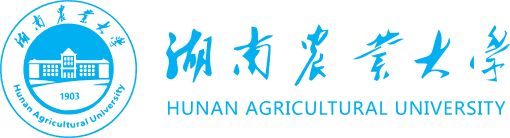 湖南农业大学
1903
Hunan Agricultural University
湖南农业大学
HUNAN AGRICULTURAL UNIVERSITY